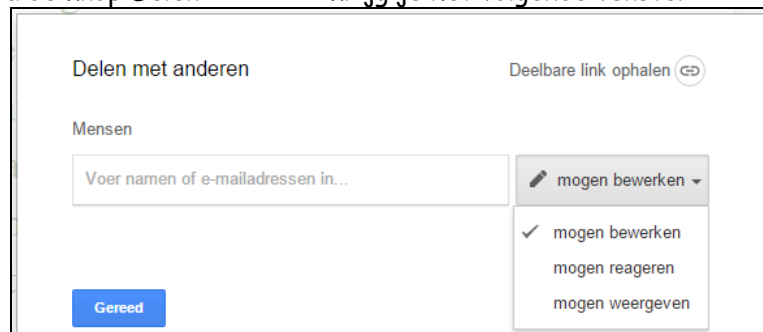 Delen met anderen
Deelbare link ophalen
Mensen
Voer namen of e-mailadressen in...
mogen bewerken
mogen bewerken
mogen reageren
mogen weergeven
Gereed